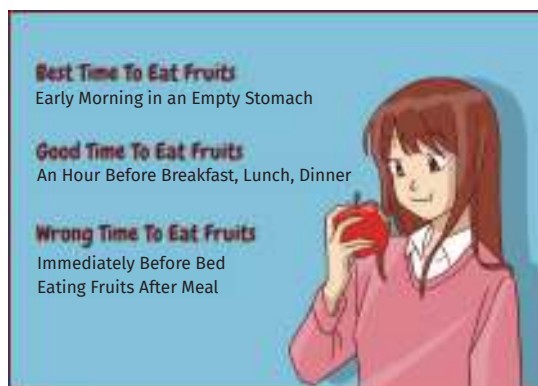 Best Time To Eat Fruits
Early Morning in an Empty Stomach
Good Time To Eat Fruits
An Hour Before Breakfast, Lunch, Dinner
Wrong Time To Eat Fruits
Immediately Before Bed
Eating Fruits After Meal